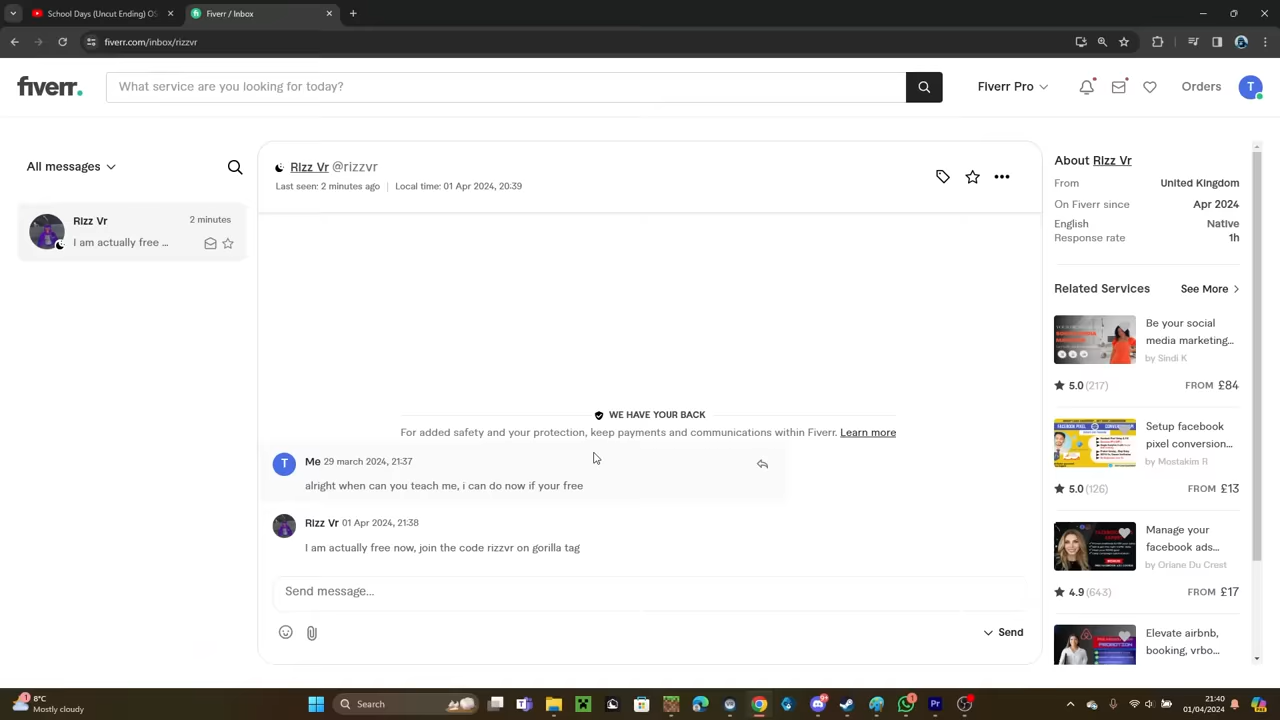 School Days (Uncut Ending) 05
Fiverr / Inbox
fiverr.com/inbox/rizzvr
fiverr.
What service are you looking for today?
Fiverr Pro
Orders
T
All messages
Rizz Vr @rizzvr
Last seen: 2 minutes ago
Local time: 01 Apr 2024, 20:39
Rizz Vr
2 minutes
I am actually free ...
WE HAVE YOUR BACK
added safety and your protection, keep payments and communications within Fiverr. Learn more
T
Me
march 2024,
alright when can you teach me, i can do now if your free
Rizz Vr 01 Apr 2024, 21:38
I am actually free now join the code rizzvr on gorilla tag
Send message...
Send
About Rizz Vr
From
United Kingdom
On Fiverr since
Apr 2024
English
Native
Response rate
1h
Related Services
See More
Be your social
media marketing...
by Sindi K
5.0 (217)
FROM £84
Setup facebook
pixel conversion...
by Mostakim R
5.0 (126)
FROM £13
Manage your
facebook ads...
by Oriane Du Crest
4.9 (643)
FROM £17
Elevate airbnb,
booking, vrbo...
8°C
Mostly cloudy
Search
21:40
01/04/2024